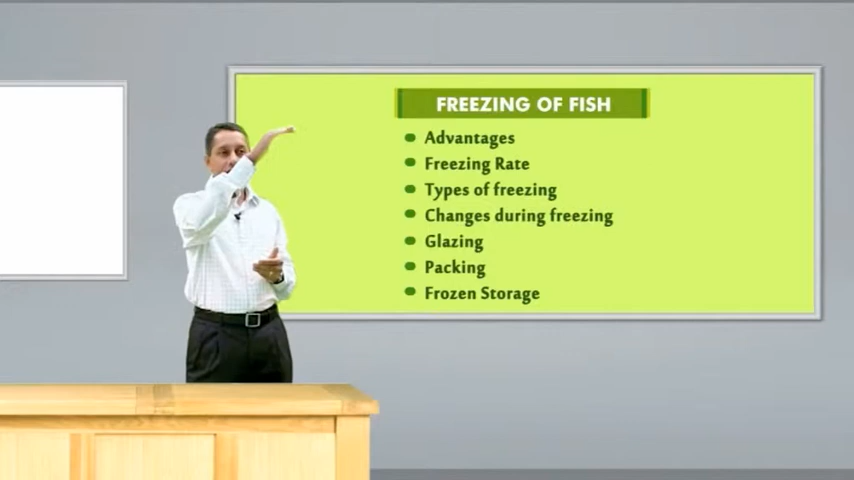 FREEZING OF FISH
Advantages
Freezing Rate
Types of freezing
Changes during freezing
Glazing
Packing
Frozen Storage